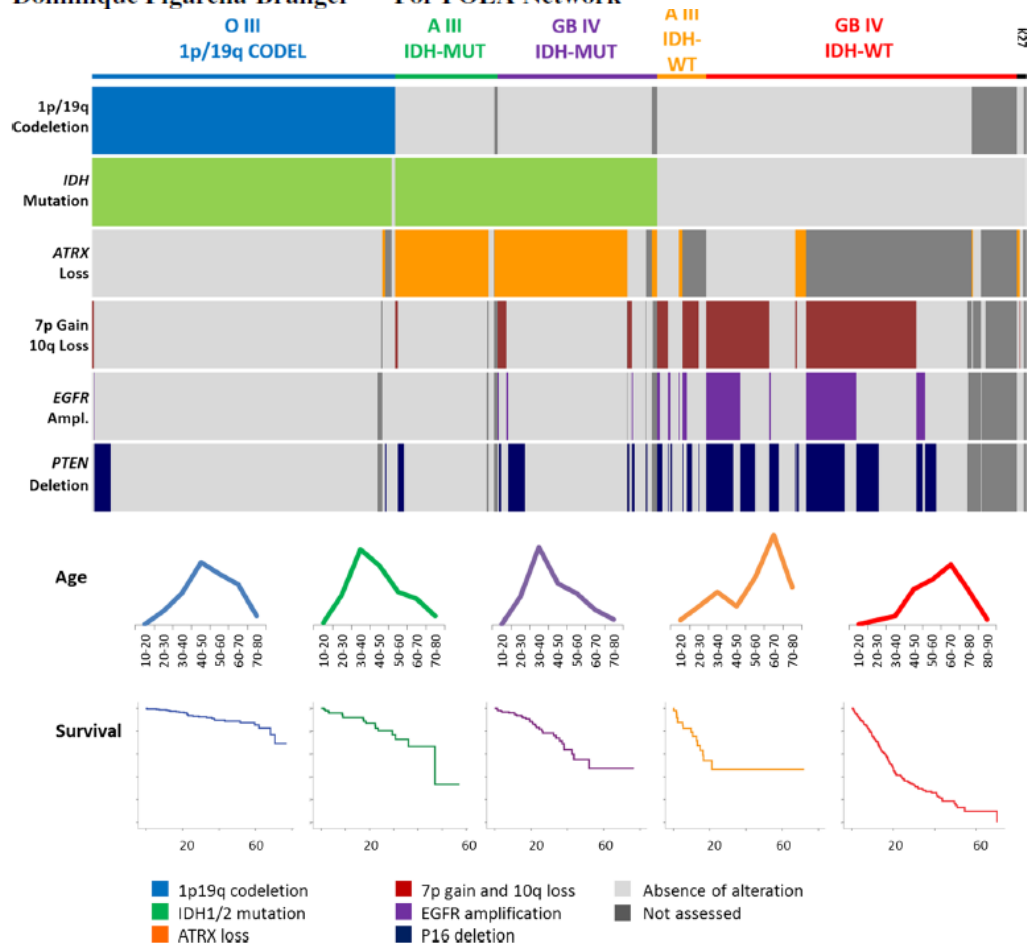 Dominique Figarella-Branger For POLA Network
O III
1p/19q CODEL
A III
IDH-MUT
GB IV
IDH-MUT
A III
IDH-
WT
GB IV
IDH-WT
K27
1p/19q
Codeletion
IDH
Mutation
ATRX
Loss
7p Gain
10q Loss
EGFR
Ampl.
PTEN
Deletion
Age
10-20 20-30 30-40 40-50 50-60 60-70 70-80
10-20 20-30 30-40 40-50 50-60 60-70 70-80
10-20 20-30 30-40 40-50 50-60 60-70 70-80
10-20 20-30 30-40 40-50 50-60 60-70 70-80
10-20 20-30 30-40 40-50 50-60 60-70 70-80 80-90
Survival
20 60
20 60
20 60
20 60
20 60
1p19q codeletion
IDH1/2 mutation
ATRX loss
7p gain and 10q loss
EGFR amplification
P16 deletion
Absence of alteration
Not assessed